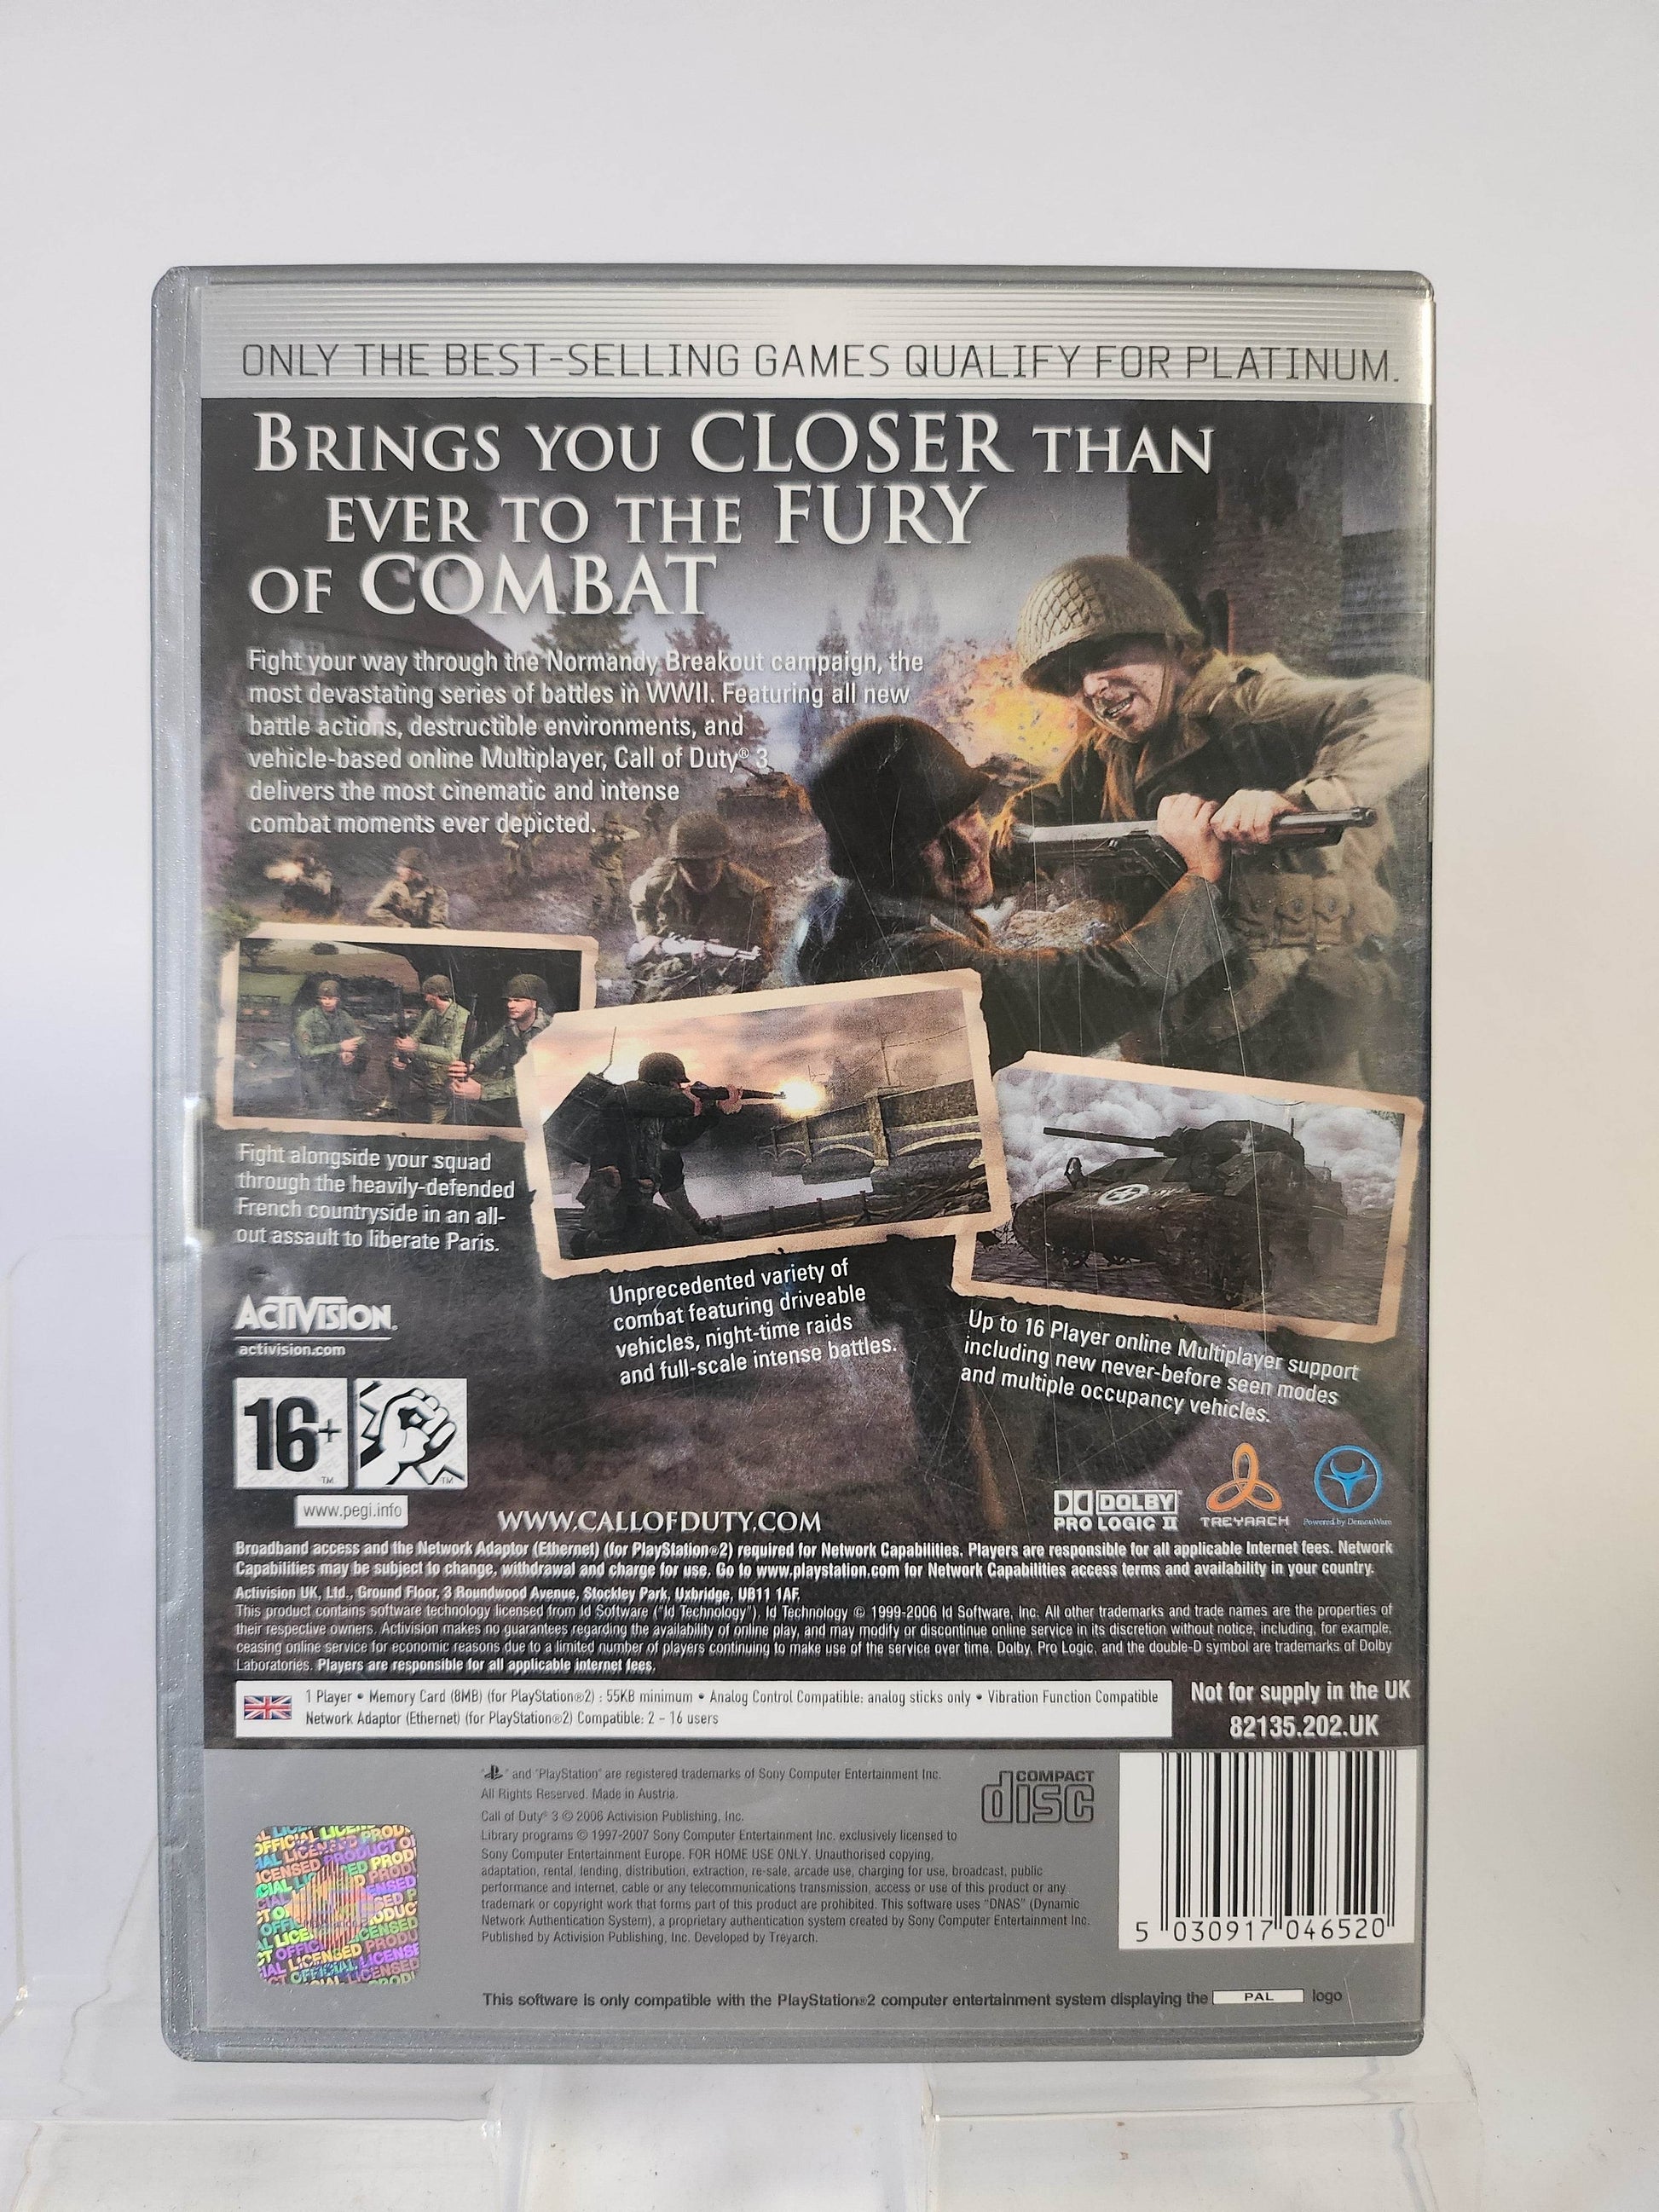 ONLY THE BEST-SELLING GAMES QUALIFY FOR PLATINUM.
BRINGS YOU CLOSER THAN
EVER TO THE FURY
OF COMBAT
Fight your way through the Normandy Breakout campaign, the
most devastating series of battles in WWII. Featuring all new
battle actions, destructible environments, and
vehicle-based online Multiplayer, Call of Duty® 3
delivers the most cinematic and intense
combat moments ever depicted.
Fight alongside your squad
through the heavily-defended
French countryside in an all-
out assault to liberate Paris.
Unprecedented variety of
combat featuring driveable
vehicles, night-time raids
and full-scale intense battles.
Up to 16 Player online Multiplayer support
including new never-before seen modes
and multiple occupancy vehicles.
ACTIVISION.
activision.com
16+
TM TM
www.pegi.info
WWW.CALLOFDUTY.COM
DOLBY
PRO LOGIC II
TREYARCH
Powered by DemonWare
Broadband access and the Network Adaptor (Ethernet) (for PlayStation®2) required for Network Capabilities. Players are responsible for all applicable Internet fees. Network
Capabilities may be subject to change, withdrawal and charge for use. Go to www.playstation.com for Network Capabilities access terms and availability in your country.
Activision UK, Ltd., Ground Floor, 3 Roundwood Avenue, Stockley Park, Uxbridge, UB11 1AF.
This product contains software technology licensed from Id Software ("Id Technology"). Id Technology © 1999-2006 Id Software, Inc. All other trademarks and trade names are the properties of
their respective owners. Activision makes no guarantees regarding the availability of online play, and may modify or discontinue online service in its discretion without notice, including, for example,
ceasing online service for economic reasons due to a limited number of players continuing to make use of the service over time. Dolby, Pro Logic, and the double-D symbol are trademarks of Dolby
Laboratories. Players are responsible for all applicable internet fees.
1 Player • Memory Card (8MB) (for PlayStation®2) : 55KB minimum • Analog Control Compatible: analog sticks only • Vibration Function Compatible
Network Adaptor (Ethernet) (for PlayStation®2) Compatible: 2 - 16 users
Not for supply in the UK
82135.202.UK
" " and "PlayStation" are registered trademarks of Sony Computer Entertainment Inc.
All Rights Reserved. Made in Austria.
Call of Duty® 3 © 2006 Activision Publishing, Inc.
Library programs © 1997-2007 Sony Computer Entertainment Inc. exclusively licensed to
Sony Computer Entertainment Europe. FOR HOME USE ONLY. Unauthorised copying,
adaptation, rental, lending, distribution, extraction, re-sale, arcade use, charging for use, broadcast, public
performance and internet, cable or any telecommunications transmission, access or use of this product or any
trademark or copyright work that forms part of this product are prohibited. This software uses "DNAS" (Dynamic
Network Authentication System), a proprietary authentication system created by Sony Computer Entertainment Inc.
Published by Activision Publishing, Inc. Developed by Treyarch.
COMPACT
disc
5 030917 046520
OFFICIAL LICENSED PRODUCT
This software is only compatible with the PlayStation®2 computer entertainment system displaying the PAL logo